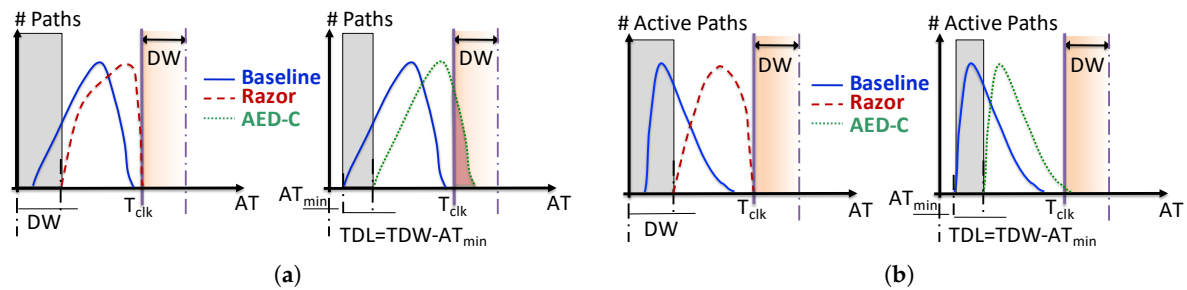 # Paths
DW
Baseline
Razor
AED-C
T_clk
AT
DW
# Paths
DW
AT_min
T_clk
AT
TDL=TDW-AT_min
(a)
# Active Paths
DW
Baseline
Razor
AED-C
T_clk
AT
DW
# Active Paths
DW
AT_min
T_clk
AT
TDL=TDW-AT_min
(b)